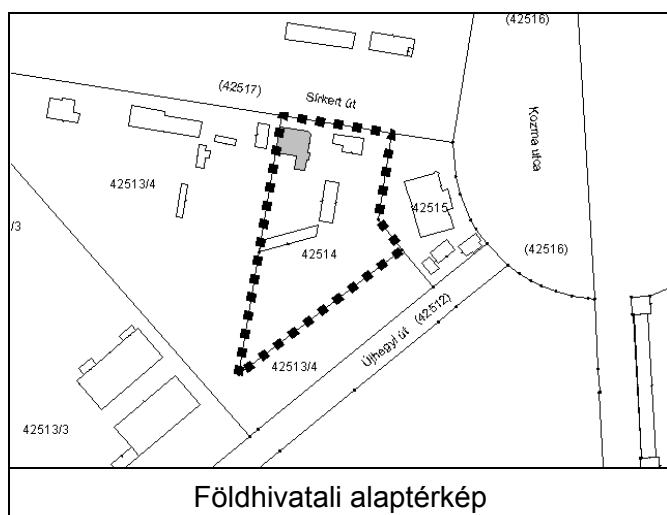 (42516)
(42517)
Sírkert út
Kozma utca
42513/4
42515
/3
42514
(42516)
Újhegyi út (42512)
42513/4
42513/3
Földhivatali alaptérkép